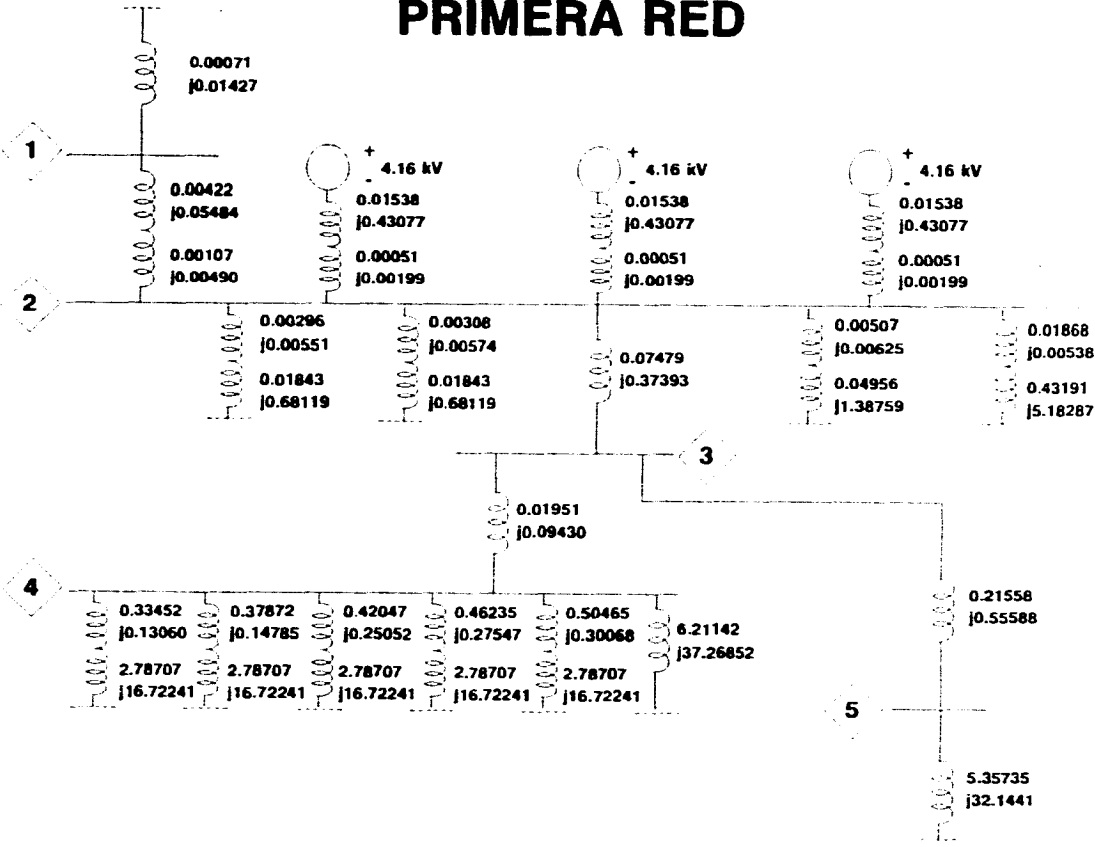 PRIMERA RED
0.00071
j0.01427
1
+
- 4.16 kV
+
- 4.16 kV
+
- 4.16 kV
0.00422
j0.05484
0.01538
j0.43077
0.01538
j0.43077
0.01538
j0.43077
0.00107
j0.00490
0.00051
j0.00199
0.00051
j0.00199
0.00051
j0.00199
2
0.00296
j0.00551
0.00308
j0.00574
0.00507
j0.00625
0.01868
j0.00538
0.07479
j0.37393
0.01843
j0.68119
0.01843
j0.68119
0.04956
j1.38759
0.43191
j5.18287
3
0.01951
j0.09430
4
0.33452
j0.13060
0.37872
j0.14785
0.42047
j0.25052
0.46235
j0.27547
0.50465
j0.30068
6.21142
j37.26852
0.21558
j0.55588
2.78707
j16.72241
2.78707
j16.72241
2.78707
j16.72241
2.78707
j16.72241
2.78707
j16.72241
5
5.35735
j32.1441